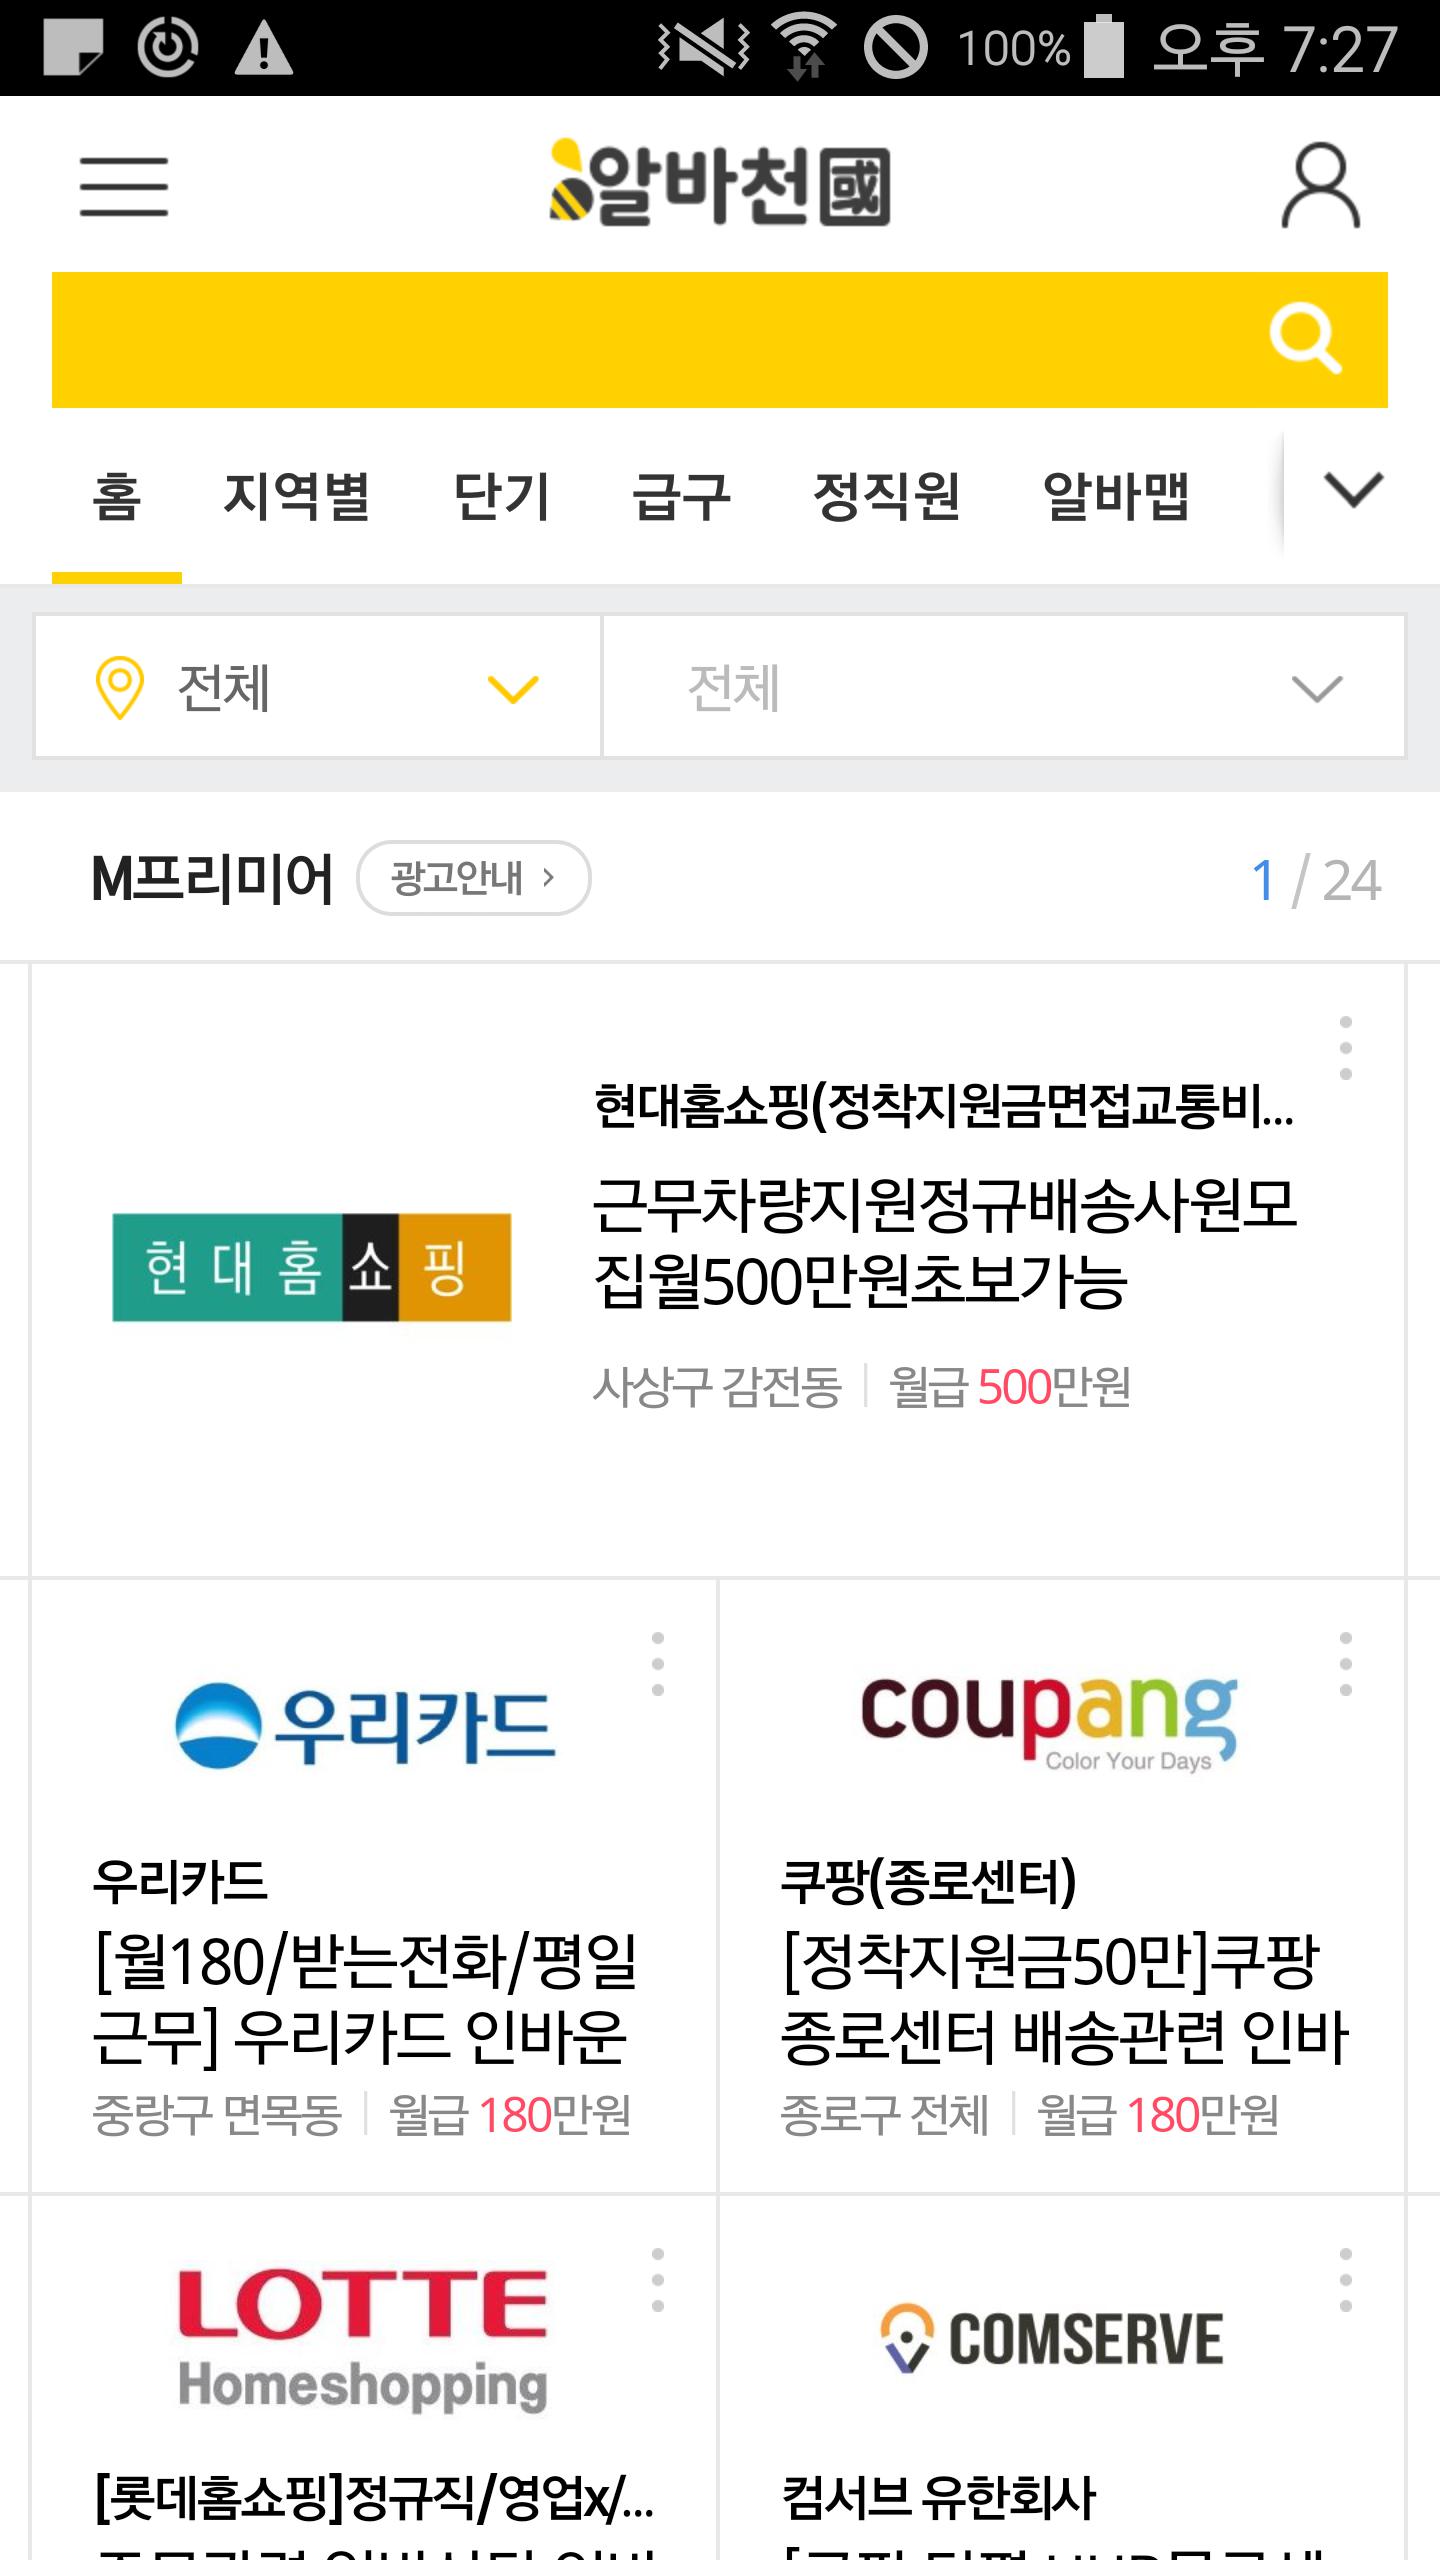 100% 오후 7:27
알바천國
홈 지역별 단기 급구 정직원 알바맵
전체 전체
M프리미어 광고안내 › 1 / 24
현대홈쇼핑
현대홈쇼핑(정착지원금면접교통비...
근무차량지원정규배송사원모
집월500만원초보가능
사상구 감전동 | 월급 500만원
우리카드
우리카드
[월180/받는전화/평일
근무] 우리카드 인바운
중랑구 면목동 | 월급 180만원
coupang
Color Your Days
쿠팡(종로센터)
[정착지원금50만]쿠팡
종로센터 배송관련 인바
종로구 전체 | 월급 180만원
LOTTE
Homeshopping
[롯데홈쇼핑]정규직/영업x/...
COMSERVE
컴서브 유한회사